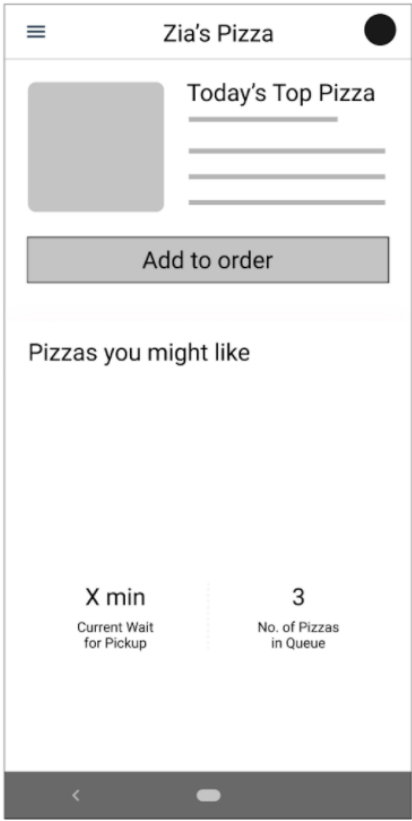 Zia's Pizza
Today's Top Pizza
Add to order
Pizzas you might like
X min
Current Wait
for Pickup
3
No. of Pizzas
in Queue